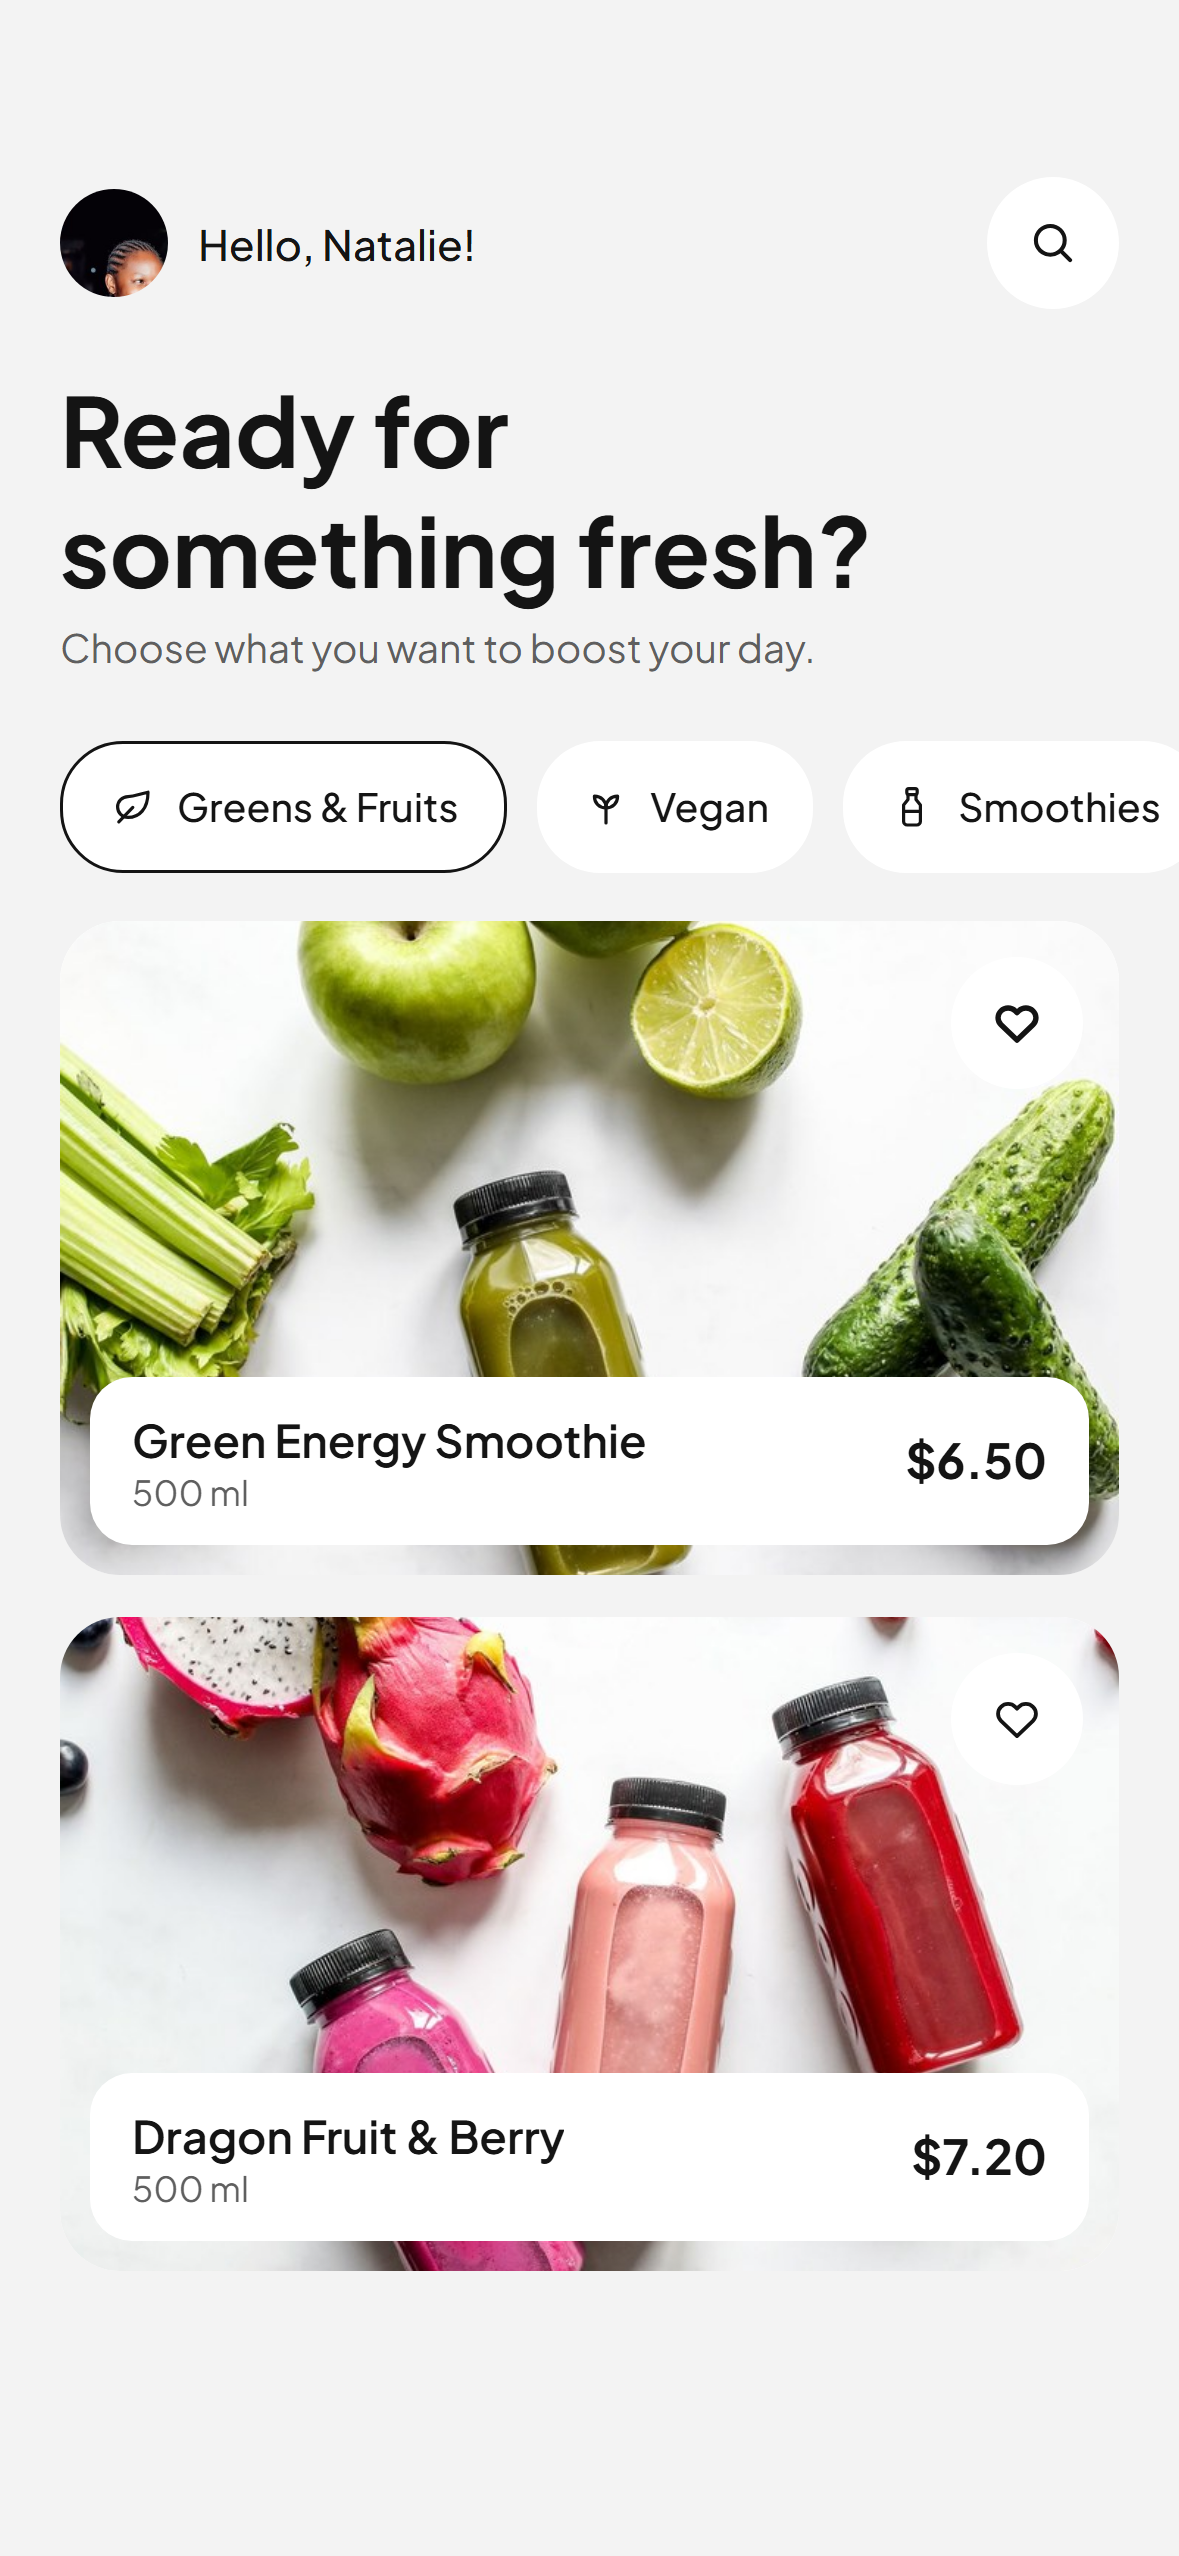 Hello, Natalie!
Ready for
something fresh?
Choose what you want to boost your day.
Greens & Fruits
Vegan
Smoothies
Green Energy Smoothie
500 ml
$6.50
Dragon Fruit & Berry
500 ml
$7.20